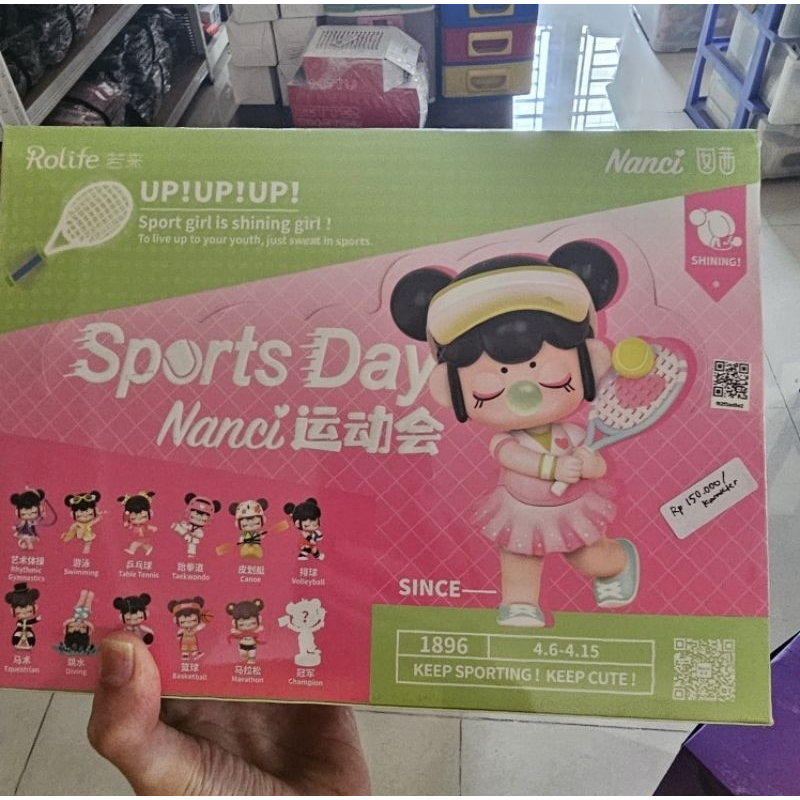 Rolife 若来
Nanci 囡茜
UP!UP!UP!
Sport girl is shining girl !
To live up to your youth, just sweat in sports.
SHINING!
Sports Day
Nanci 运动会
Rp 150.000/
Karakter
艺术体操
Rhythmic
Gymnastics
游泳
Swimming
乒乓球
Table Tennis
跆拳道
Taekwondo
皮划艇
Canoe
排球
Volleyball
马术
Equestrian
跳水
Diving
篮球
Basketball
马拉松
Marathon
?
冠军
Champion
SINCE
1896
4.6-4.15
KEEP SPORTING! KEEP CUTE!